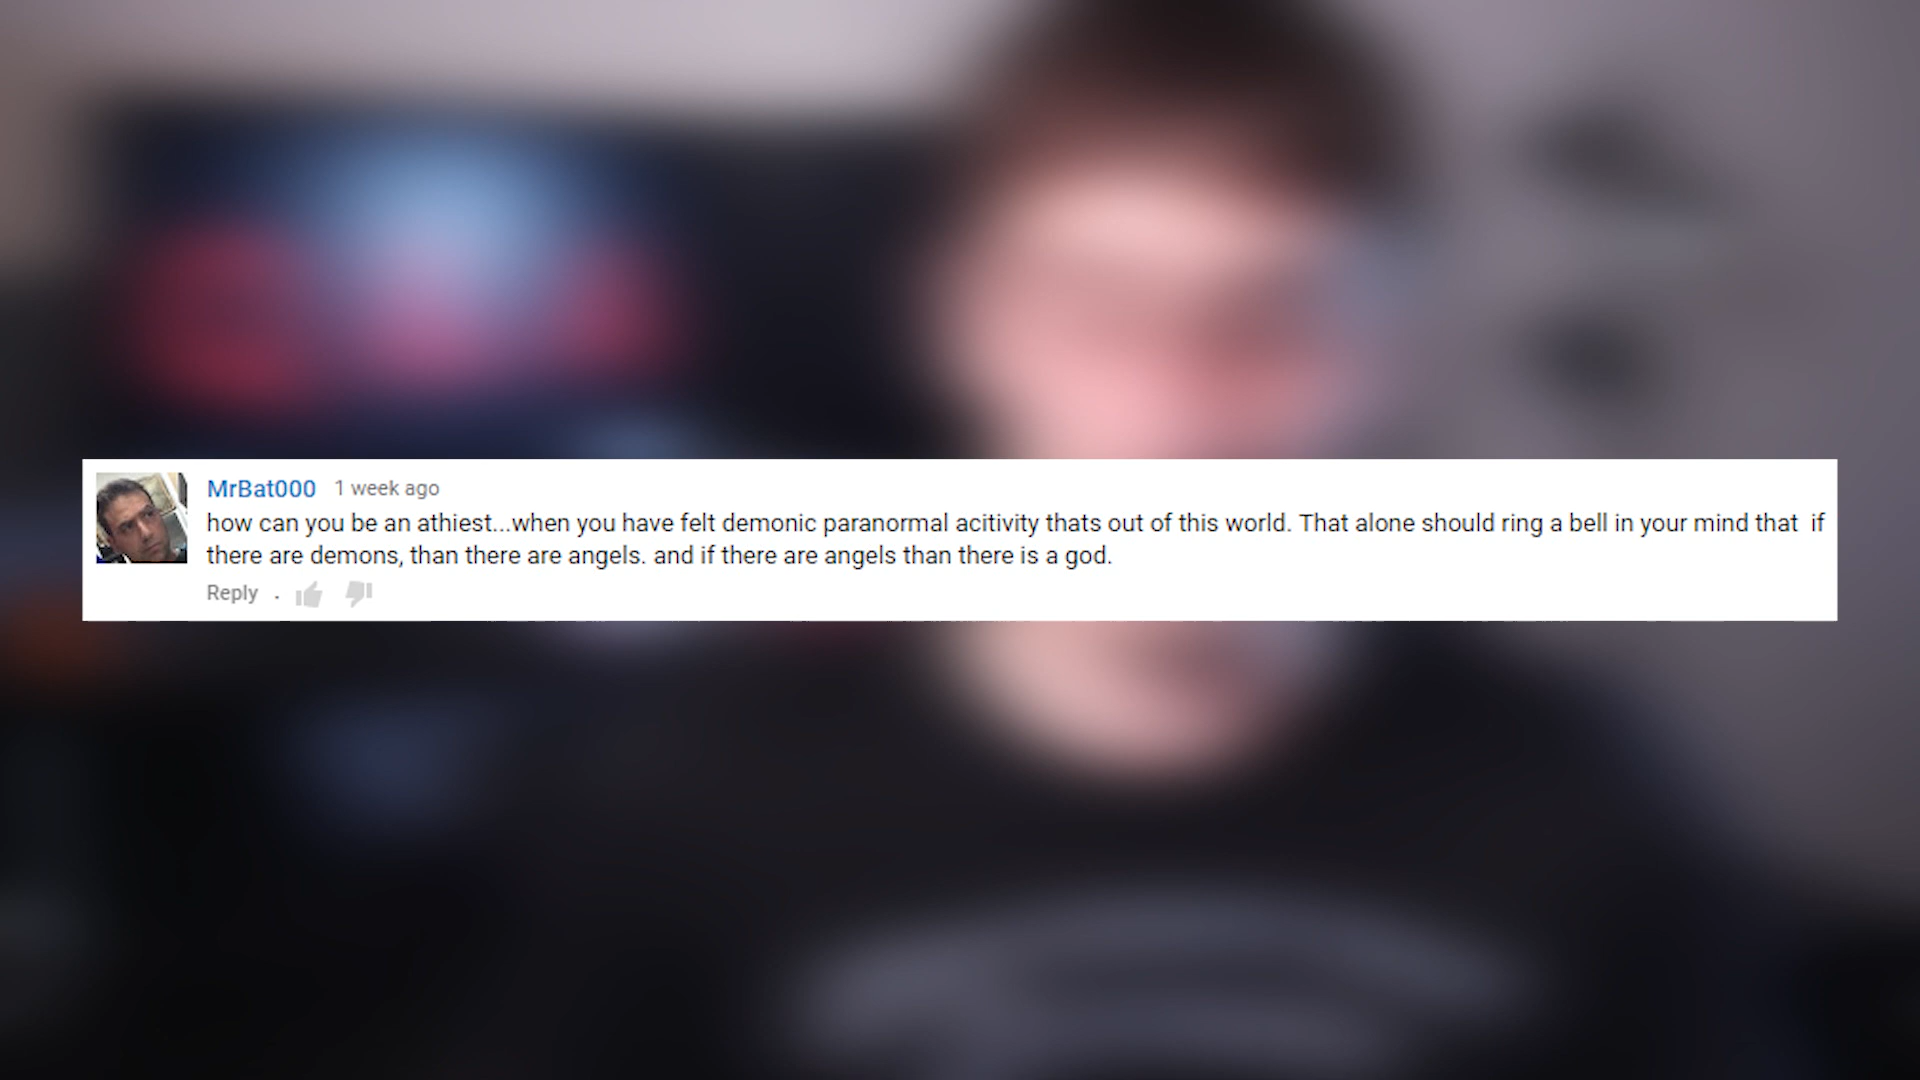 MrBat000 1 week ago
how can you be an athiest...when you have felt demonic paranormal acitivity thats out of this world. That alone should ring a bell in your mind that  if
there are demons, than there are angels. and if there are angels than there is a god.
Reply .